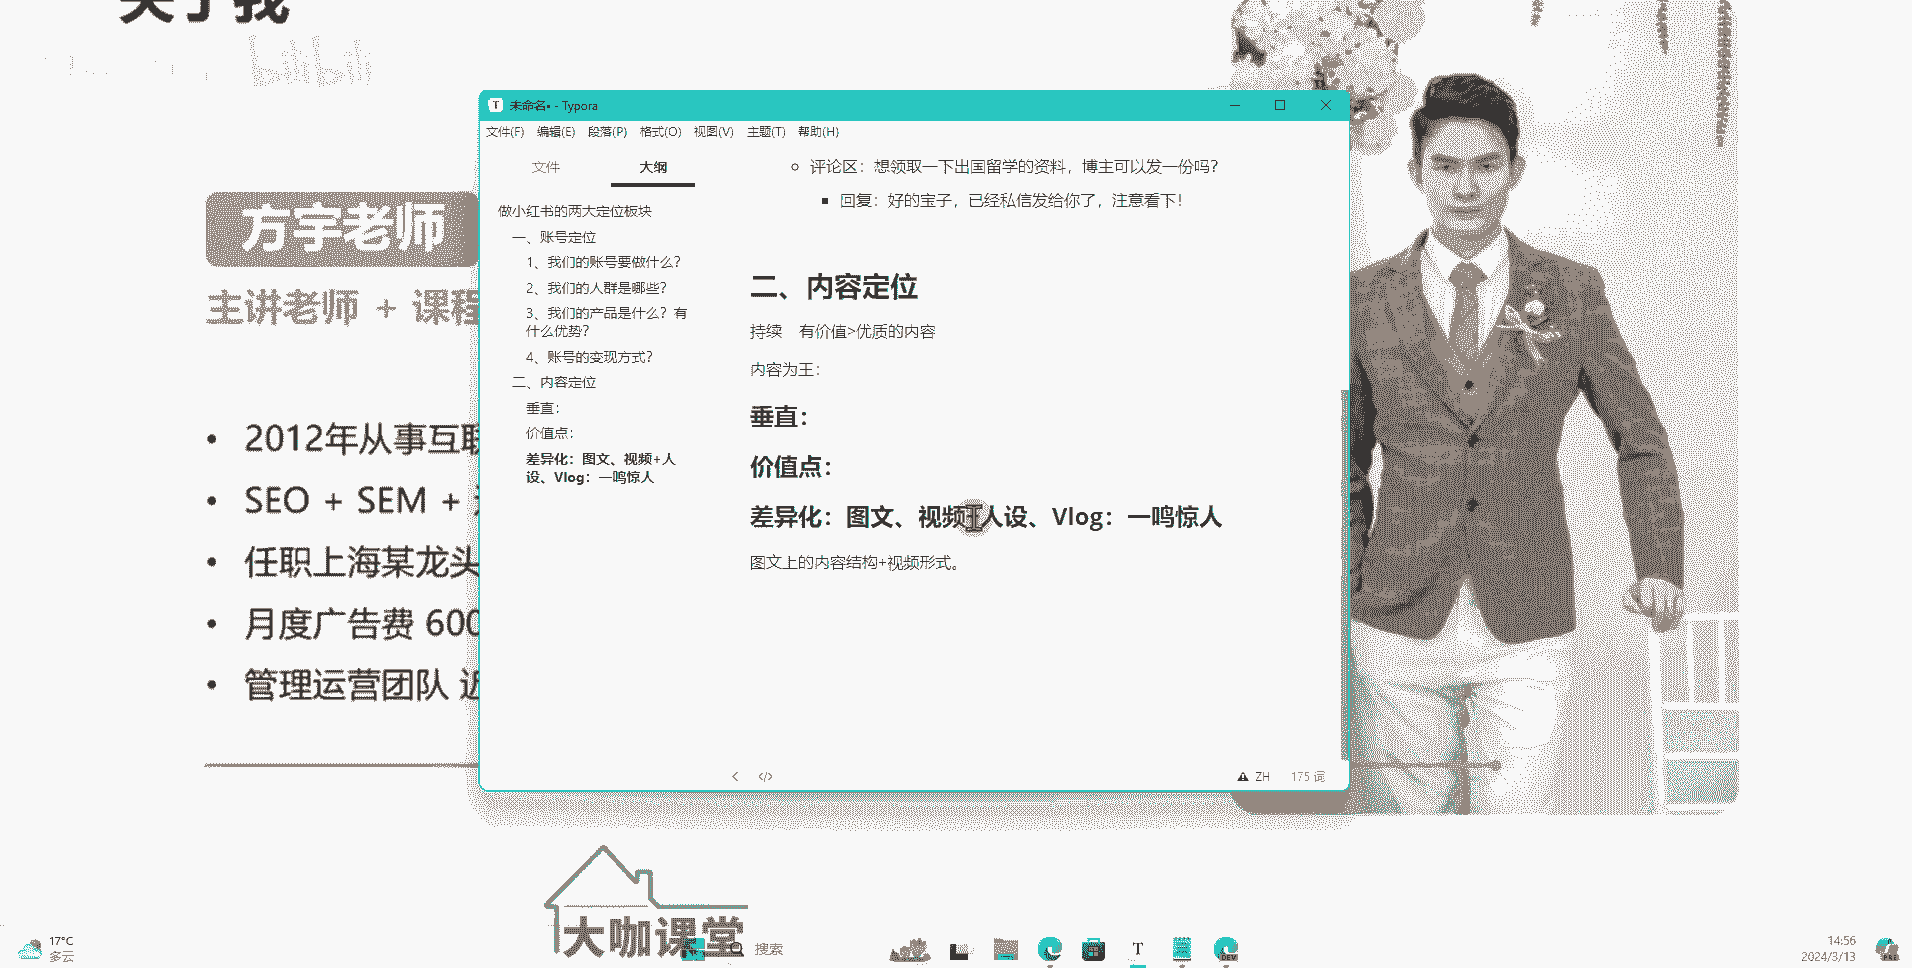 关于我
bilibili
方宇老师
主讲老师 + 课程
2012年从事互联
SEO + SEM +
任职上海某龙头
月度广告费 600
管理运营团队 近
未命名• - Typora
文件(F) 编辑(E) 段落(P) 格式(O) 视图(V) 主题(T) 帮助(H)
文件 大纲
做小红书的两大定位板块
一、账号定位
1、我们的账号要做什么?
2、我们的人群是哪些?
3、我们的产品是什么? 有
什么优势?
4、账号的变现方式?
二、内容定位
垂直:
价值点:
差异化: 图文、视频+人
设、Vlog: 一鸣惊人
评论区: 想领取一下出国留学的资料, 博主可以发一份吗?
回复: 好的宝子, 已经私信发给你了, 注意看下!
二、内容定位
持续 有价值>优质的内容
内容为王:
垂直:
价值点:
差异化: 图文、视频+人设、Vlog: 一鸣惊人
图文上的内容结构+视频形式。
ZH 175 词
大咖课堂
17°C
多云
搜索
T
DEV
14:56
2024/3/13
PRE